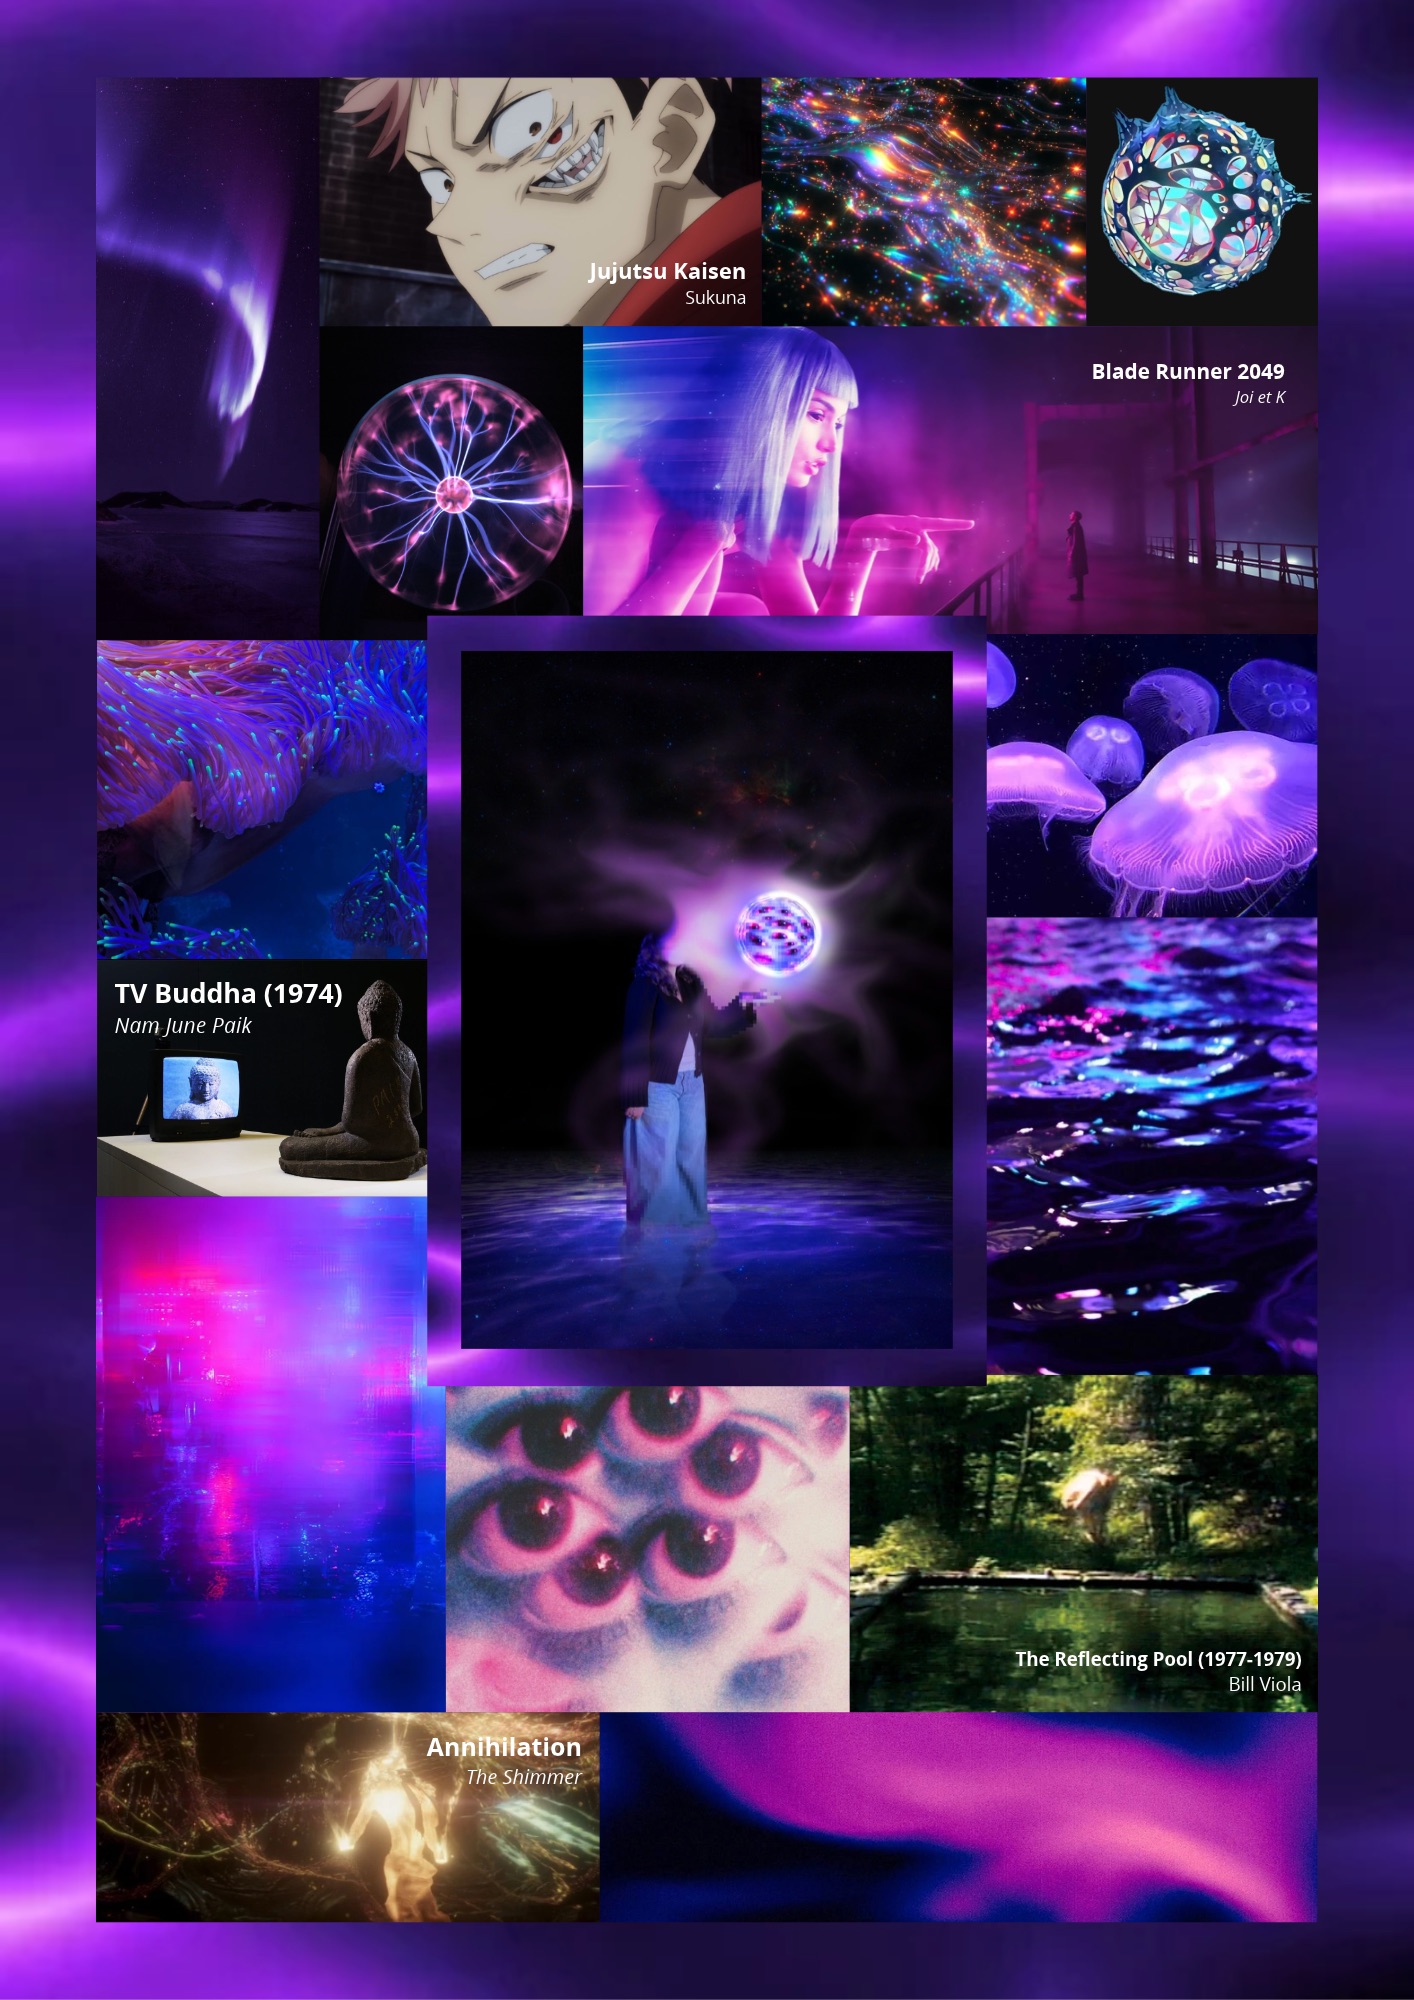 Jujutsu Kaisen
Sukuna
Blade Runner 2049
Joi et K
TV Buddha (1974)
Nam June Paik
The Reflecting Pool (1977-1979)
Bill Viola
Annihilation
The Shimmer